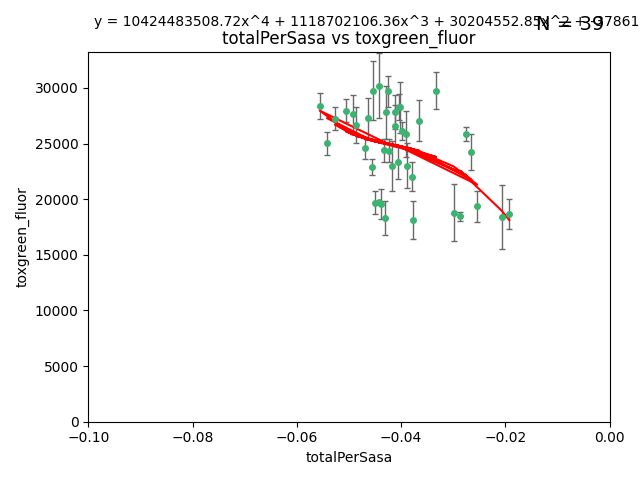 y = 10424483508.72x^4 + 1118702106.36x^3 + 30204552.85x^2 + -37861
N = 39
totalPerSasa vs toxgreen_fluor
30000
25000
20000
15000
10000
5000
0
toxgreen_fluor
−0.10 −0.08 −0.06 −0.04 −0.02 0.00
totalPerSasa